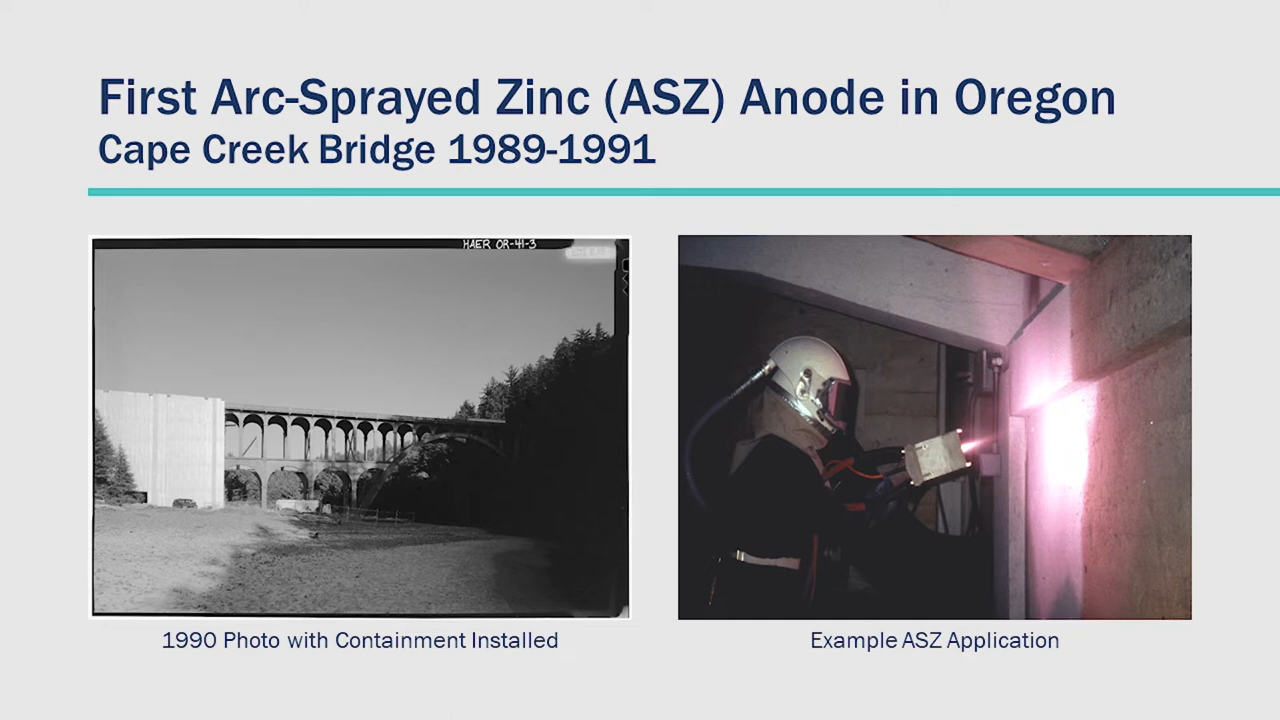 First Arc-Sprayed Zinc (ASZ) Anode in Oregon
Cape Creek Bridge 1989-1991
HAER OR-41-3
1990 Photo with Containment Installed
Example ASZ Application